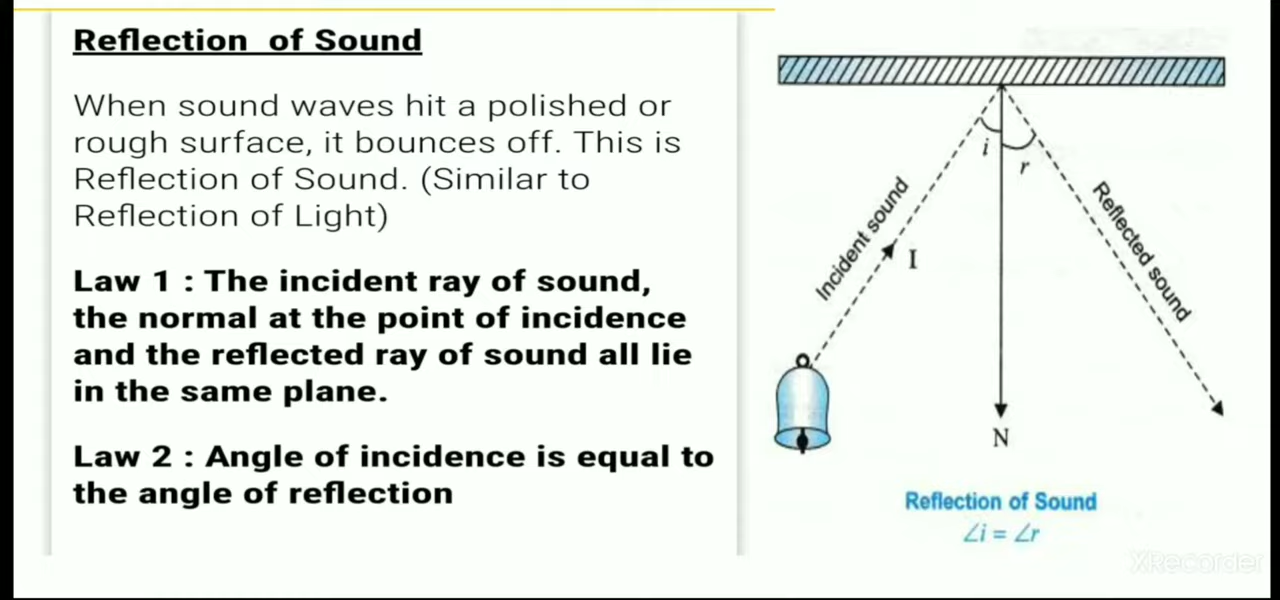 Reflection of Sound
When sound waves hit a polished or
rough surface, it bounces off. This is
Reflection of Sound. (Similar to
Reflection of Light)
Law 1 : The incident ray of sound,
the normal at the point of incidence
and the reflected ray of sound all lie
in the same plane.
Law 2 : Angle of incidence is equal to
the angle of reflection
i
r
Incident sound
I
Reflected sound
N
Reflection of Sound
∠i = ∠r
XRecorder